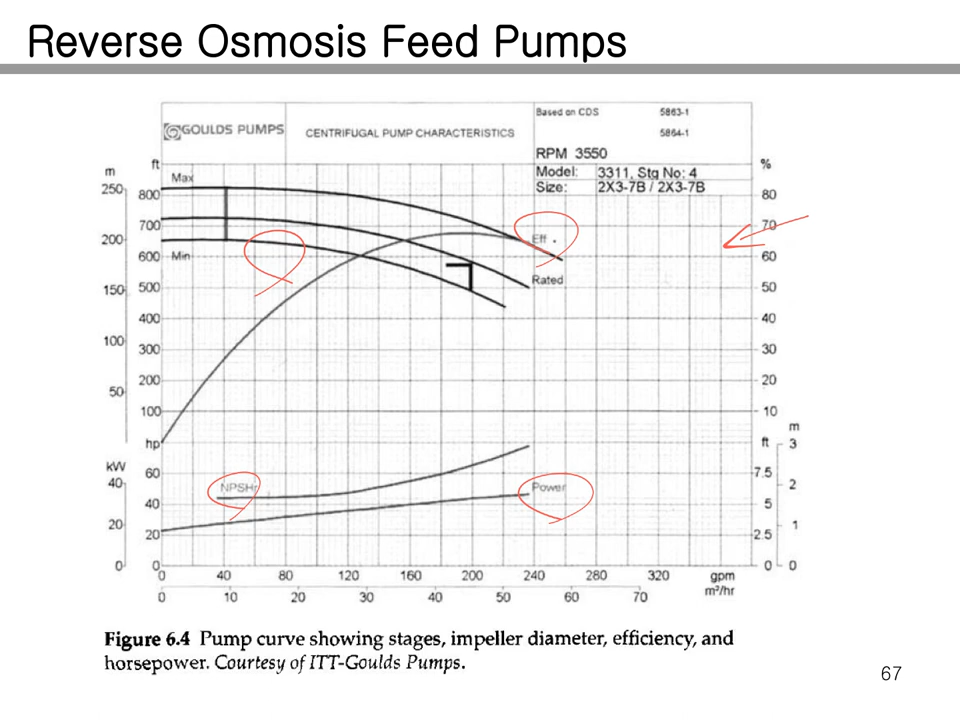 Reverse Osmosis Feed Pumps
GOULDS PUMPS
CENTRIFUGAL PUMP CHARACTERISTICS
Based on CDS 5863-1
5864-1
RPM 3550
Model: 3311, Stg No: 4
Size: 2X3-7B / 2X3-7B
m ft %
Max
250 800 80
700 70
200 Eff.
Min 600 60
Rated
150 500 50
400 40
100 300 30
200 20
50 100 10
hp ft m
3
kW 60 7.5
40 NPSHr Power 2
40 5
20 1
20 2.5
0 0 0 0
0 40 80 120 160 200 240 280 320 gpm
0 10 20 30 40 50 60 70 m³/hr
Figure 6.4 Pump curve showing stages, impeller diameter, efficiency, and
horsepower. Courtesy of ITT-Goulds Pumps.
67